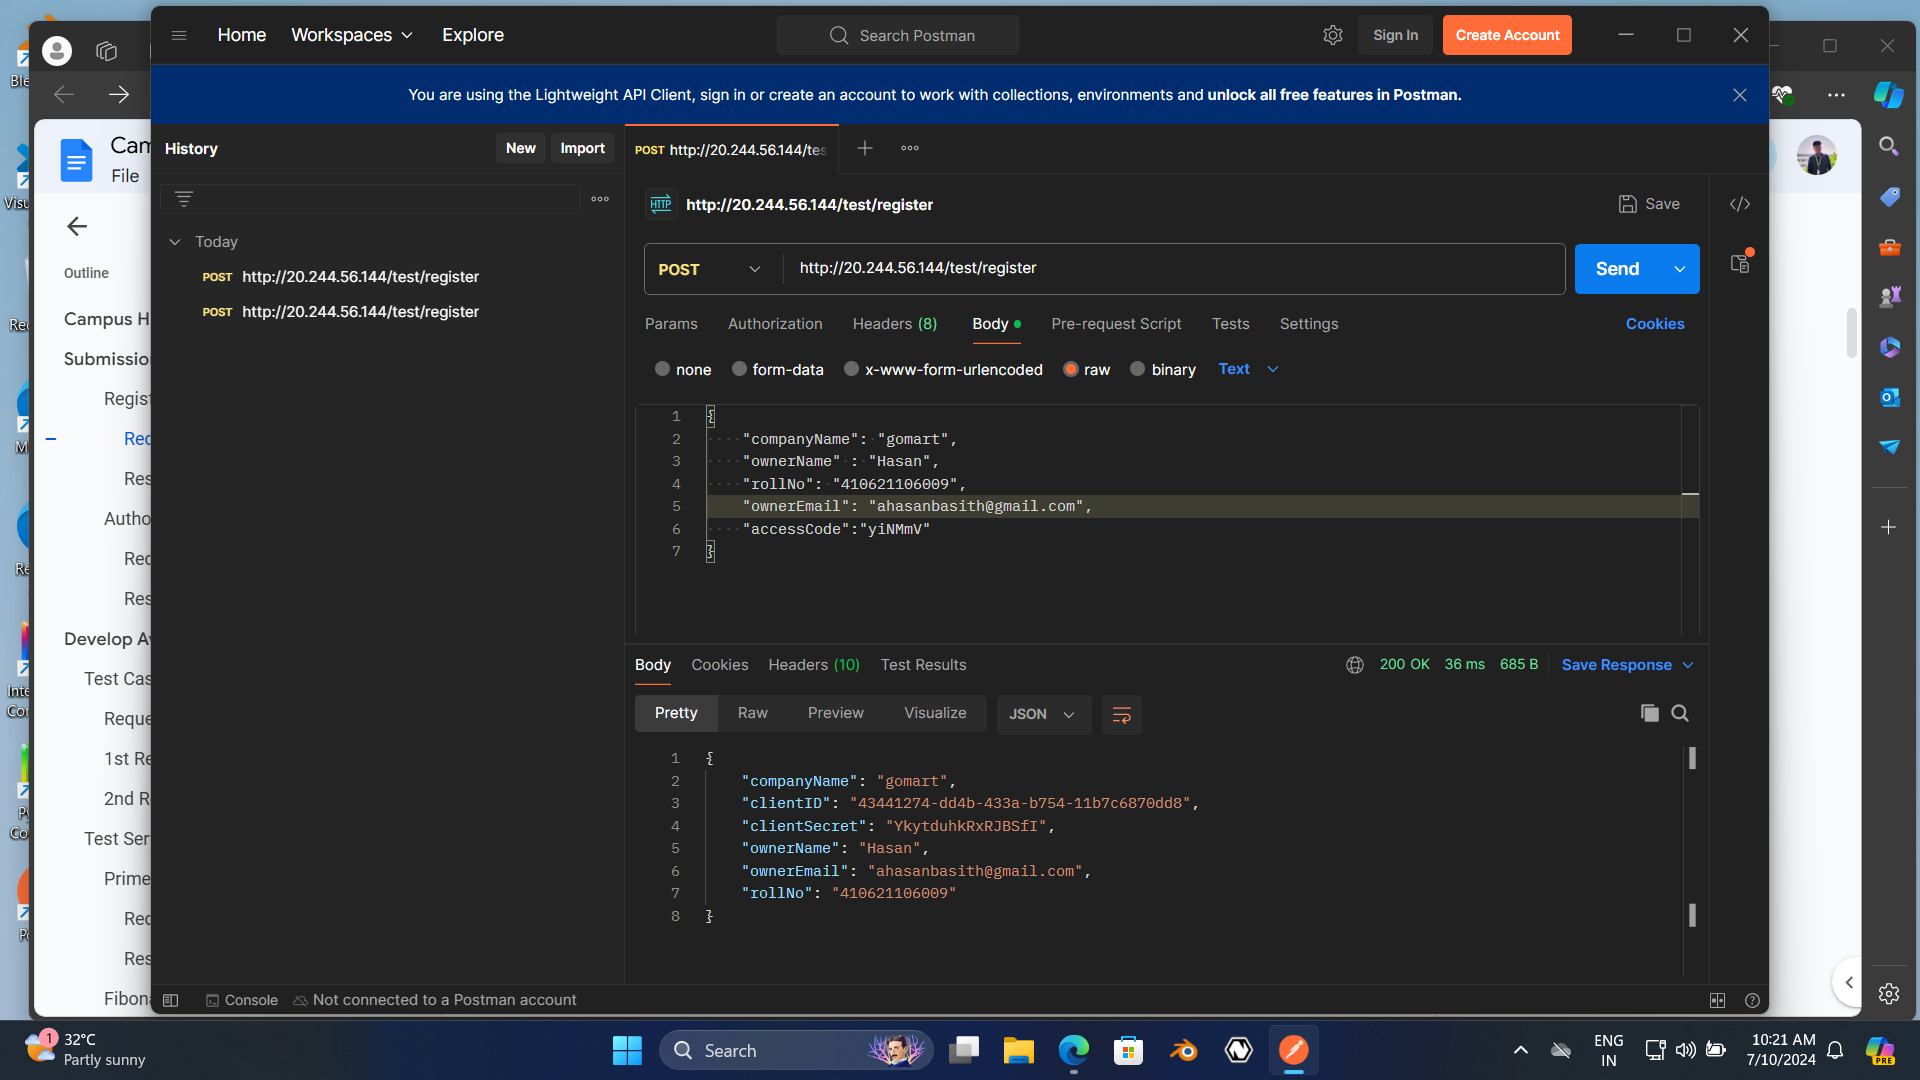 Home
Workspaces
Explore
Search Postman
Sign In
Create Account
You are using the Lightweight API Client, sign in or create an account to work with collections, environments and unlock all free features in Postman.
File
Outline
Campus H
Submissio
Regist
Autho
Develop Av
Test Cas
Reque
1st Re
2nd R
Test Ser
Prime
Fibona
History
New
Import
Today
POST http://20.244.56.144/test/register
POST http://20.244.56.144/test/register
POST http://20.244.56.144/tes
HTTP
http://20.244.56.144/test/register
Save
POST
http://20.244.56.144/test/register
Send
Params
Authorization
Headers (8)
Body
Pre-request Script
Tests
Settings
Cookies
none
form-data
x-www-form-urlencoded
raw
binary
Text
1 {
2 "companyName": "gomart",
3 "ownerName" : "Hasan",
4 "rollNo": "410621106009",
5 "ownerEmail": "ahasanbasith@gmail.com",
6 "accessCode":"yiNMmV"
7 }
Body
Cookies
Headers (10)
Test Results
200 OK
36 ms
685 B
Save Response
Pretty
Raw
Preview
Visualize
JSON
1 {
2 "companyName": "gomart",
3 "clientID": "43441274-dd4b-433a-b754-11b7c6870dd8",
4 "clientSecret": "YkytduhkRxRJBSfI",
5 "ownerName": "Hasan",
6 "ownerEmail": "ahasanbasith@gmail.com",
7 "rollNo": "410621106009"
8 }
Console
Not connected to a Postman account
1
32°C
Partly sunny
Search
ENG
IN
10:21 AM
7/10/2024
PRE